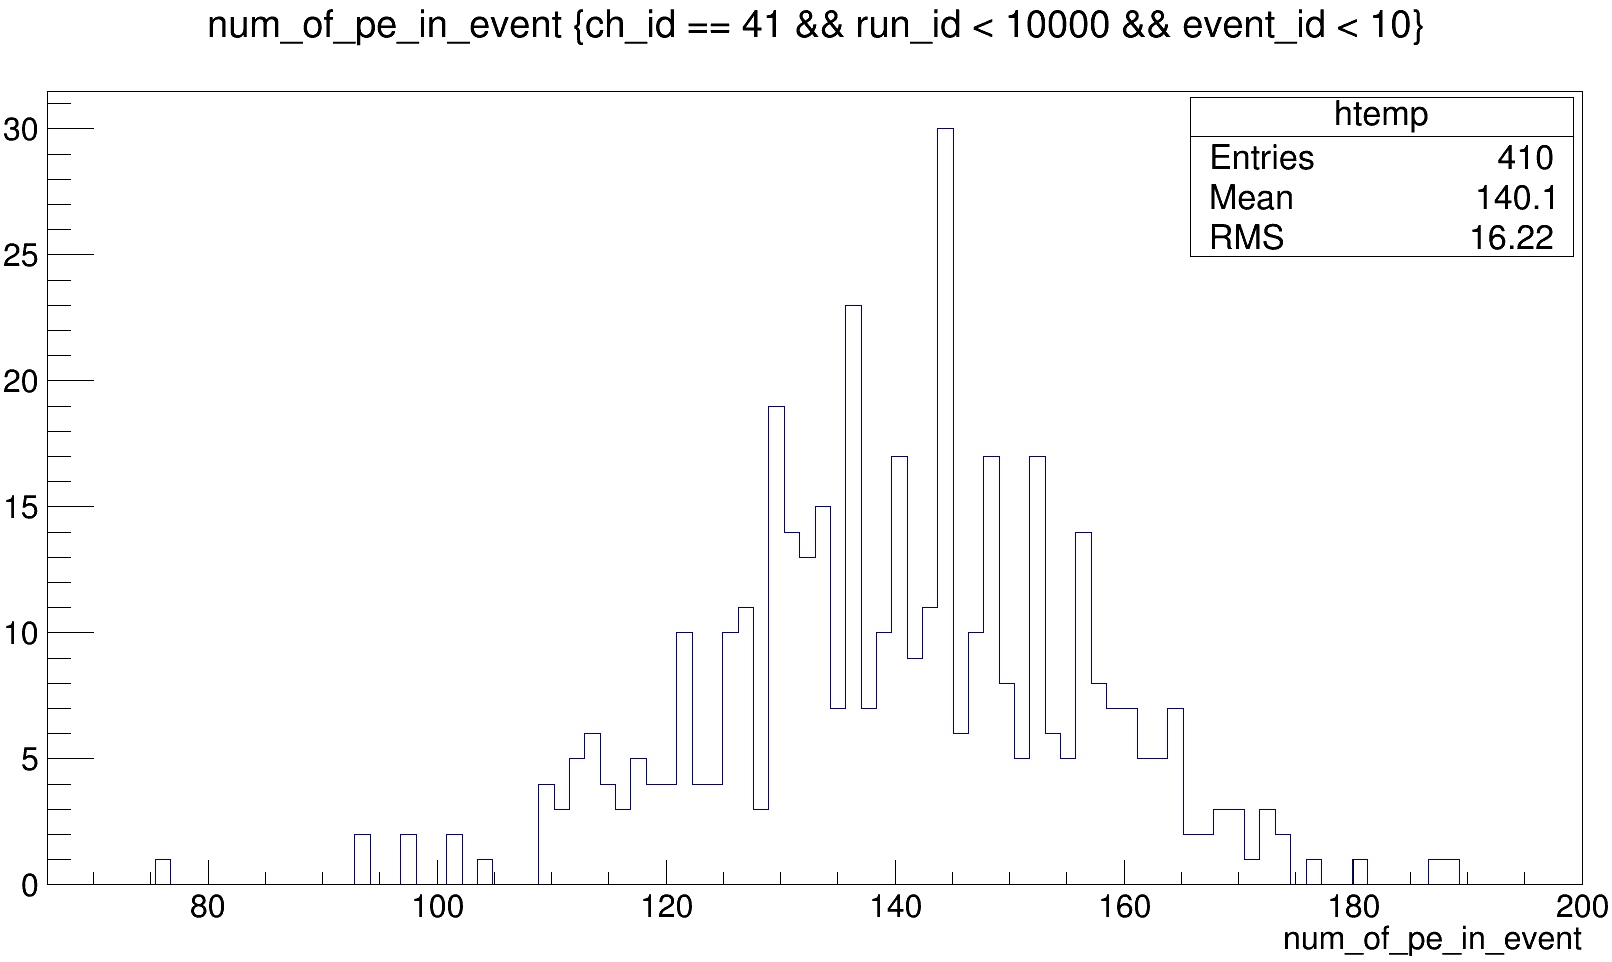 num_of_pe_in_event {ch_id == 41 && run_id < 10000 && event_id < 10}
htemp
Entries 410
Mean 140.1
RMS 16.22
30
25
20
15
10
5
0
80 100 120 140 160 180 200
num_of_pe_in_event